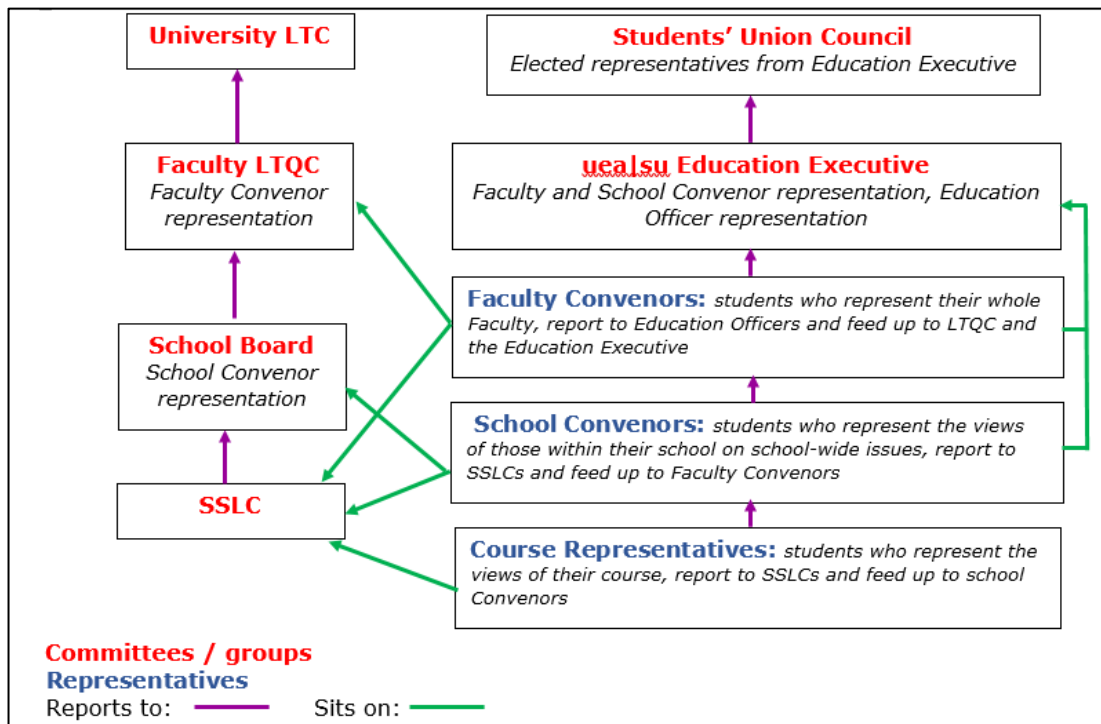 University LTC
Students’ Union Council
Elected representatives from Education Executive
Faculty LTQC
Faculty Convenor
representation
uea|su Education Executive
Faculty and School Convenor representation, Education
Officer representation
Faculty Convenors: students who represent their whole
Faculty, report to Education Officers and feed up to LTQC and
the Education Executive
School Board
School Convenor
representation
School Convenors: students who represent the views
of those within their school on school-wide issues, report to
SSLCs and feed up to Faculty Convenors
SSLC
Course Representatives: students who represent the
views of their course, report to SSLCs and feed up to school
Convenors
Committees / groups
Representatives
Reports to:
Sits on: